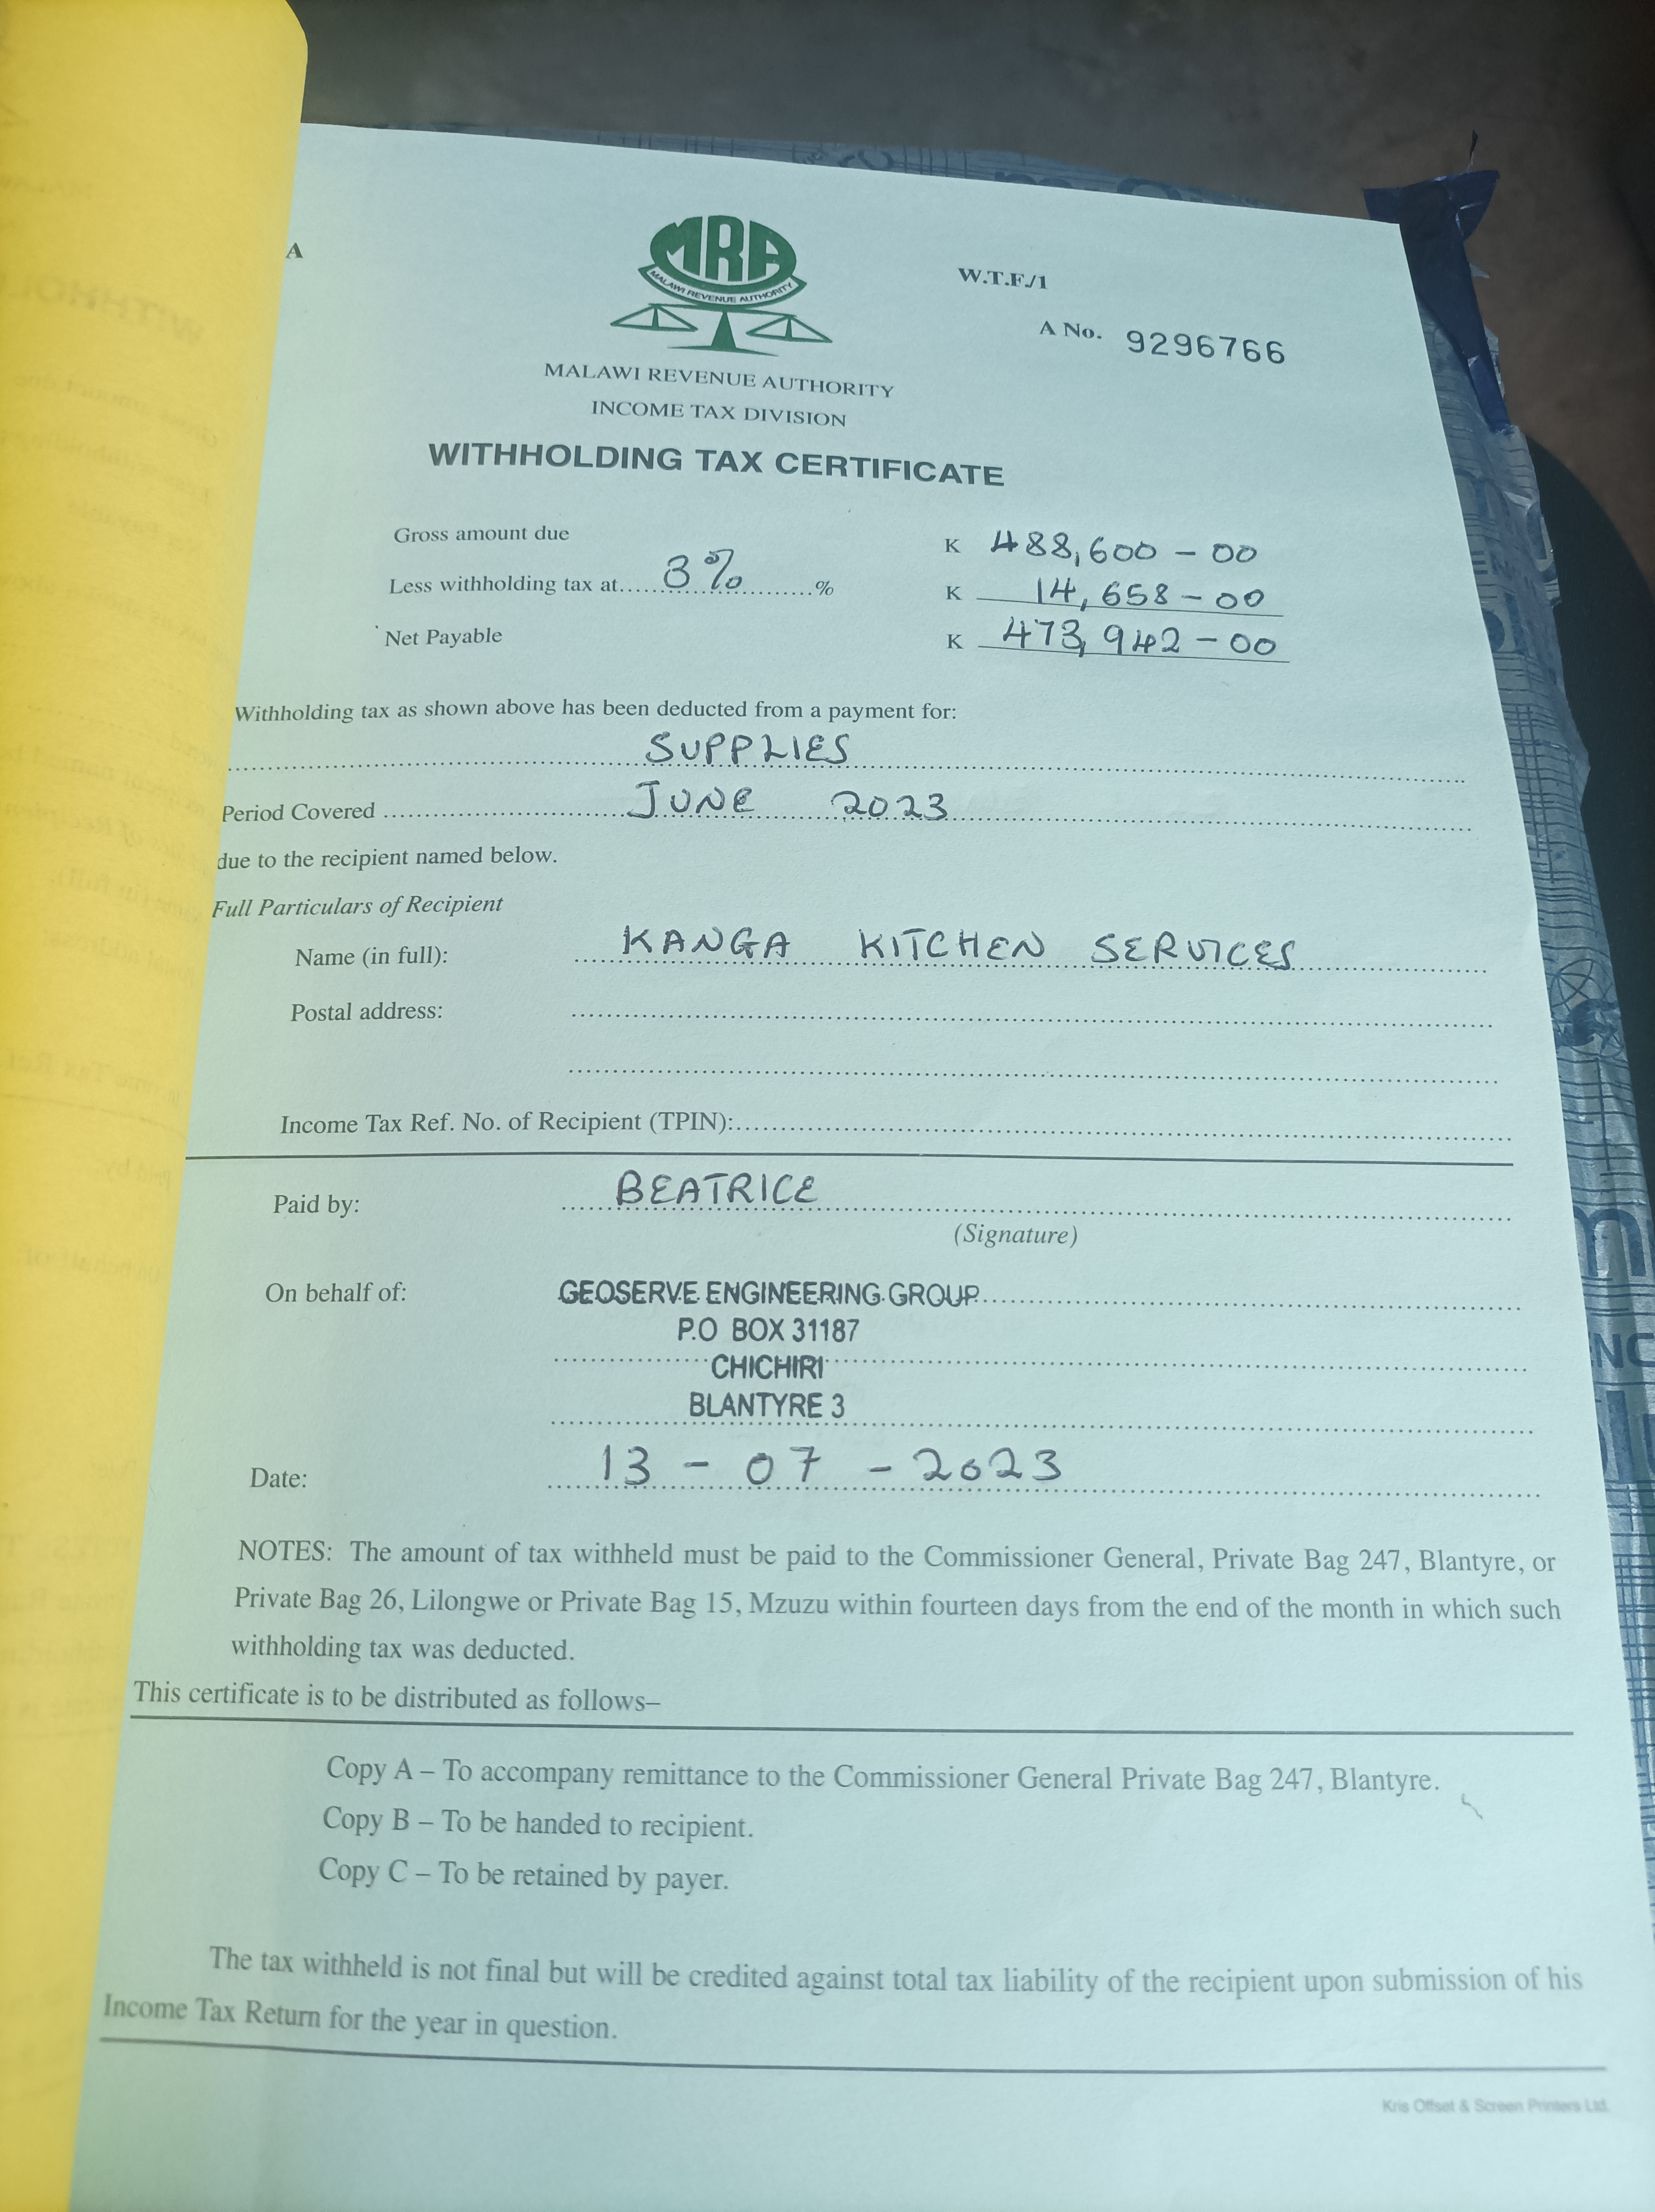 A
MRA
MALAWI REVENUE AUTHORITY
W.T.F./1
A No. 9296766
MALAWI REVENUE AUTHORITY
INCOME TAX DIVISION
WITHHOLDING TAX CERTIFICATE
Gross amount due K 488,600-00
Less withholding tax at 3% % K 14,658-00
Net Payable K 473,942-00
Withholding tax as shown above has been deducted from a payment for:
SUPPLIES
Period Covered JUNE 2023
due to the recipient named below.
Full Particulars of Recipient
Name (in full): KANGA KITCHEN SERVICES
Postal address:
Income Tax Ref. No. of Recipient (TPIN):
Paid by: BEATRICE
(Signature)
On behalf of: GEOSERVE ENGINEERING GROUP
P.O BOX 31187
CHICHIRI
BLANTYRE 3
Date: 13-07-2023
NOTES: The amount of tax withheld must be paid to the Commissioner General, Private Bag 247, Blantyre, or
Private Bag 26, Lilongwe or Private Bag 15, Mzuzu within fourteen days from the end of the month in which such
withholding tax was deducted.
This certificate is to be distributed as follows–
Copy A – To accompany remittance to the Commissioner General Private Bag 247, Blantyre.
Copy B – To be handed to recipient.
Copy C – To be retained by payer.
The tax withheld is not final but will be credited against total tax liability of the recipient upon submission of his
Income Tax Return for the year in question.
Kris Offset & Screen Printers Ltd.